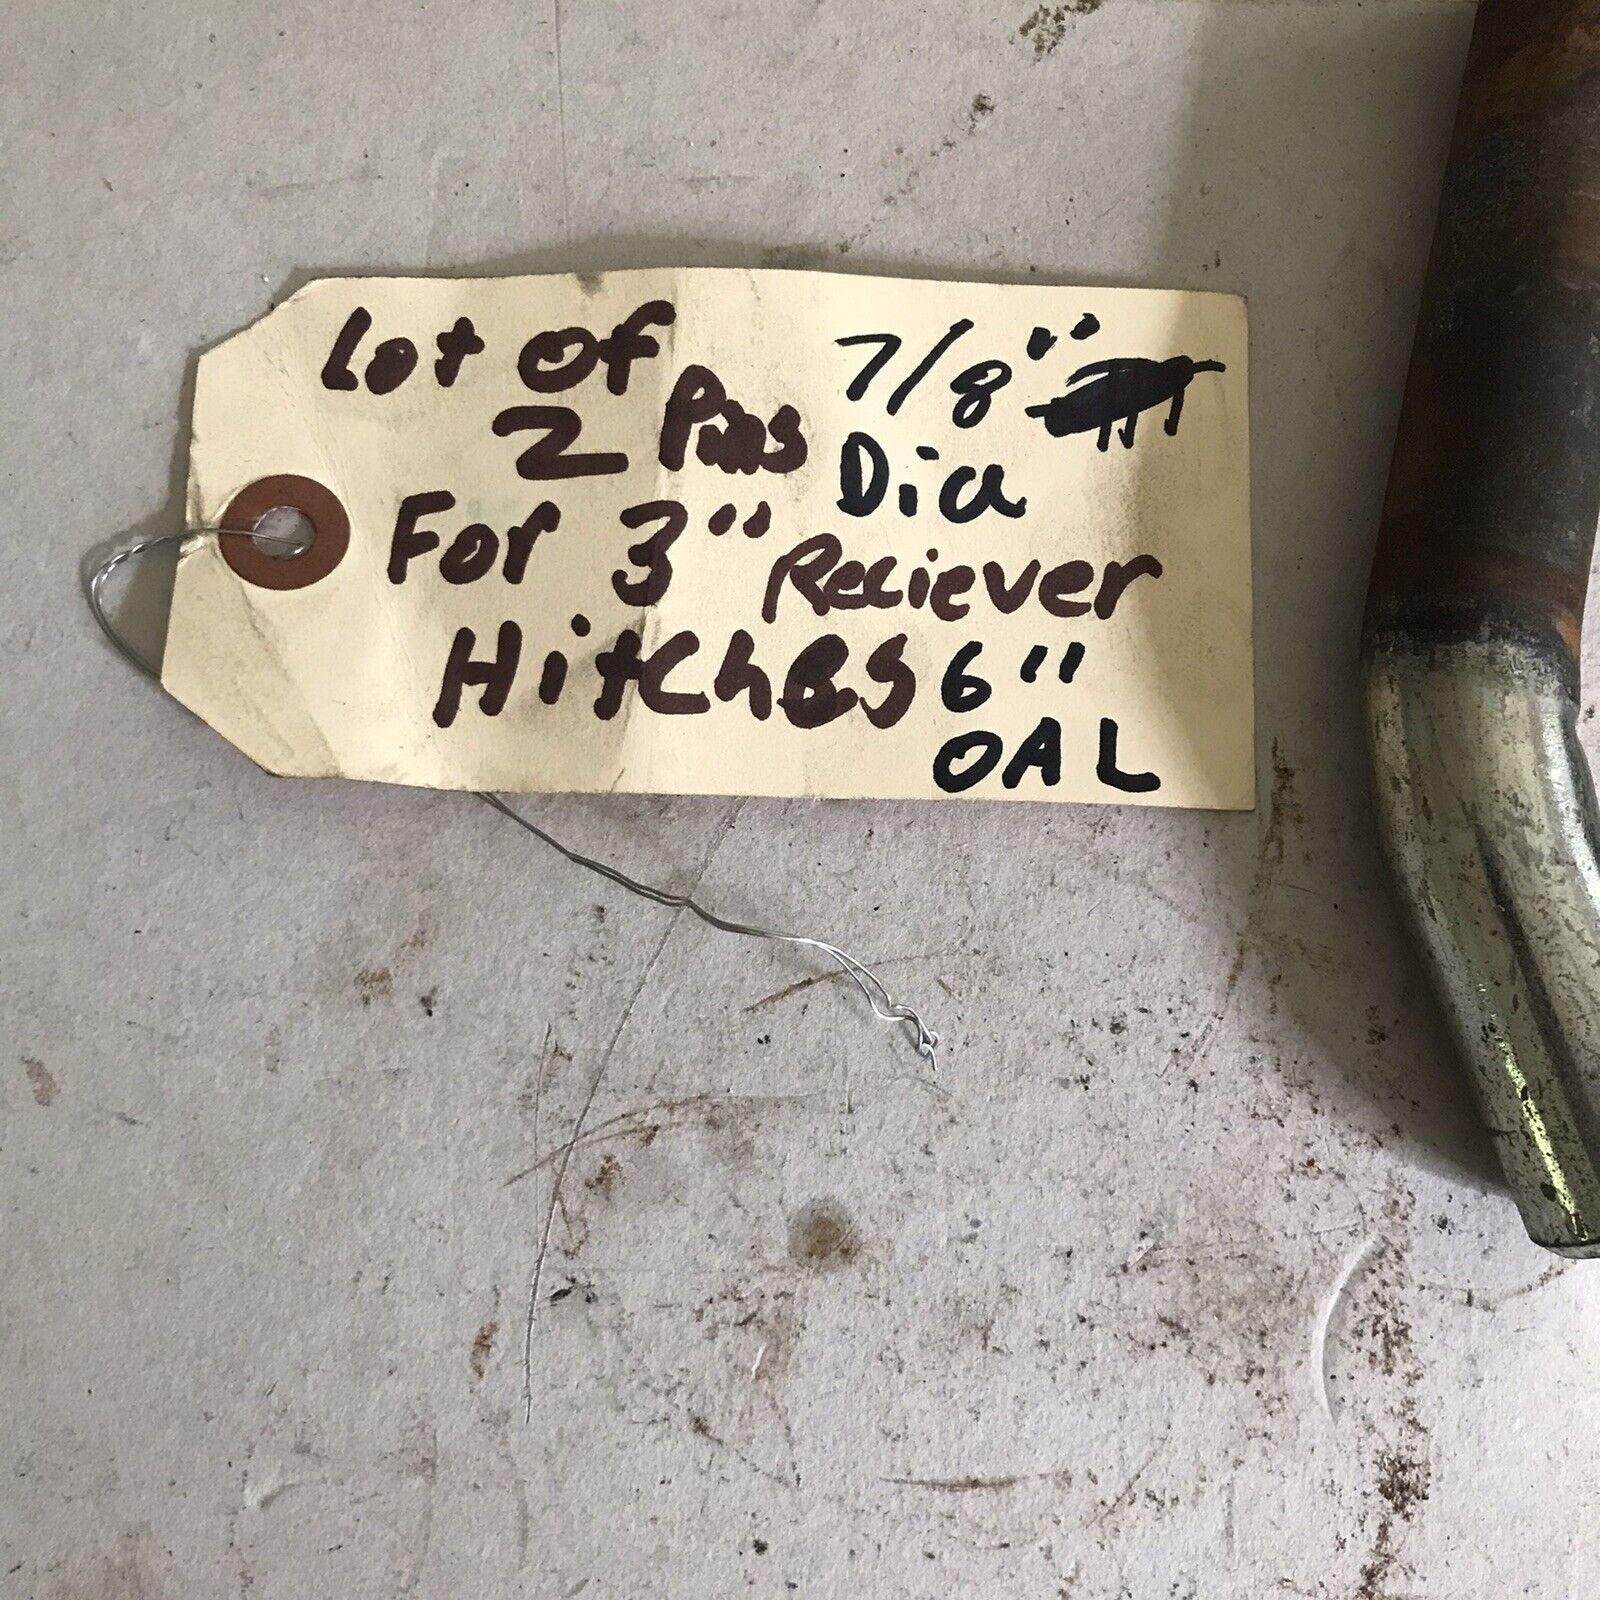 Lot of
2 Pins
7/8"
Dia
For 3" Reciever
Hitches 6"
OAL